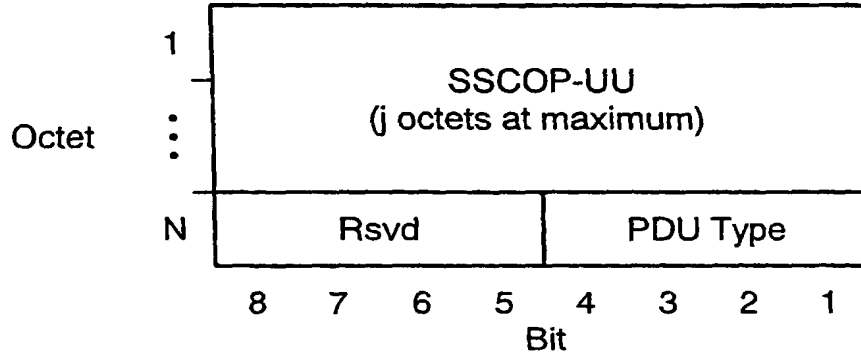 1
SSCOP-UU
(j octets at maximum)
Octet
N
Rsvd
PDU Type
8 7 6 5 4 3 2 1
Bit